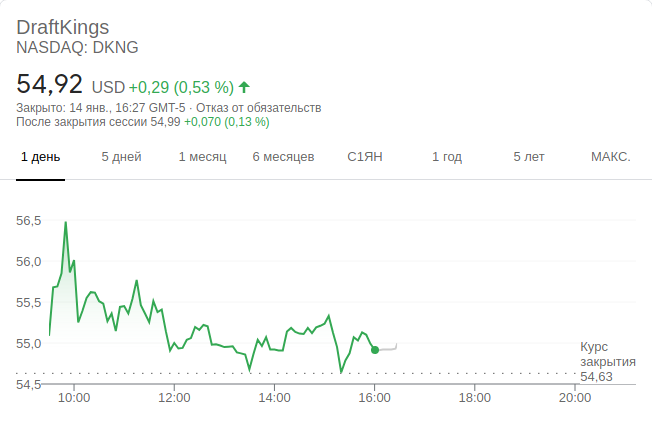 DraftKings
NASDAQ: DKNG
54,92 USD +0,29 (0,53 %)
Закрыто: 14 янв., 16:27 GMT-5 · Отказ от обязательств
После закрытия сессии 54,99 +0,070 (0,13 %)
1 день 5 дней 1 месяц 6 месяцев С1ЯН 1 год 5 лет МАКС.
56,5
56,0
55,5
55,0
54,5
Курс
закрытия
54,63
10:00 12:00 14:00 16:00 18:00 20:00